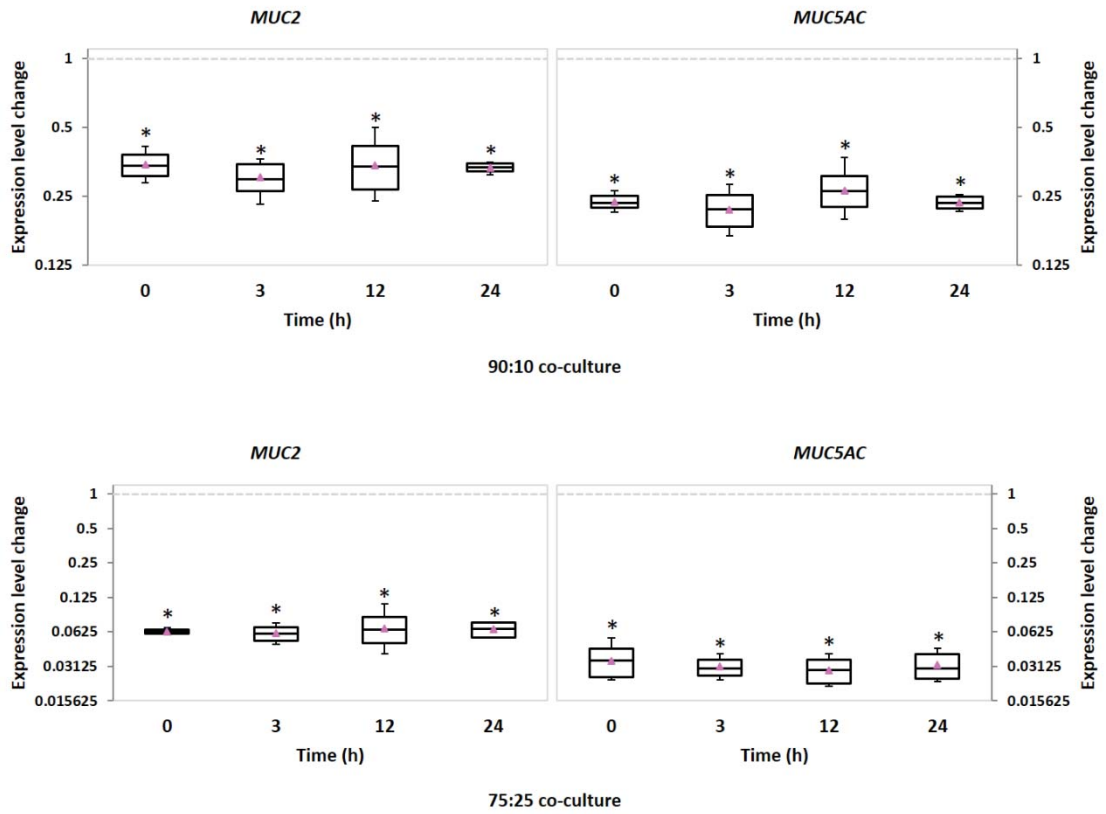 MUC2 MUC5AC
Expression level change
1
0.5
0.25
0.125
* * * *
0 3 12 24
Time (h)
* * * *
0 3 12 24
Time (h)
1
0.5
0.25
0.125
Expression level change
90:10 co-culture
MUC2 MUC5AC
Expression level change
1
0.5
0.25
0.125
0.0625
0.03125
0.015625
* * * *
0 3 12 24
Time (h)
* * * *
0 3 12 24
Time (h)
1
0.5
0.25
0.125
0.0625
0.03125
0.015625
Expression level change
75:25 co-culture